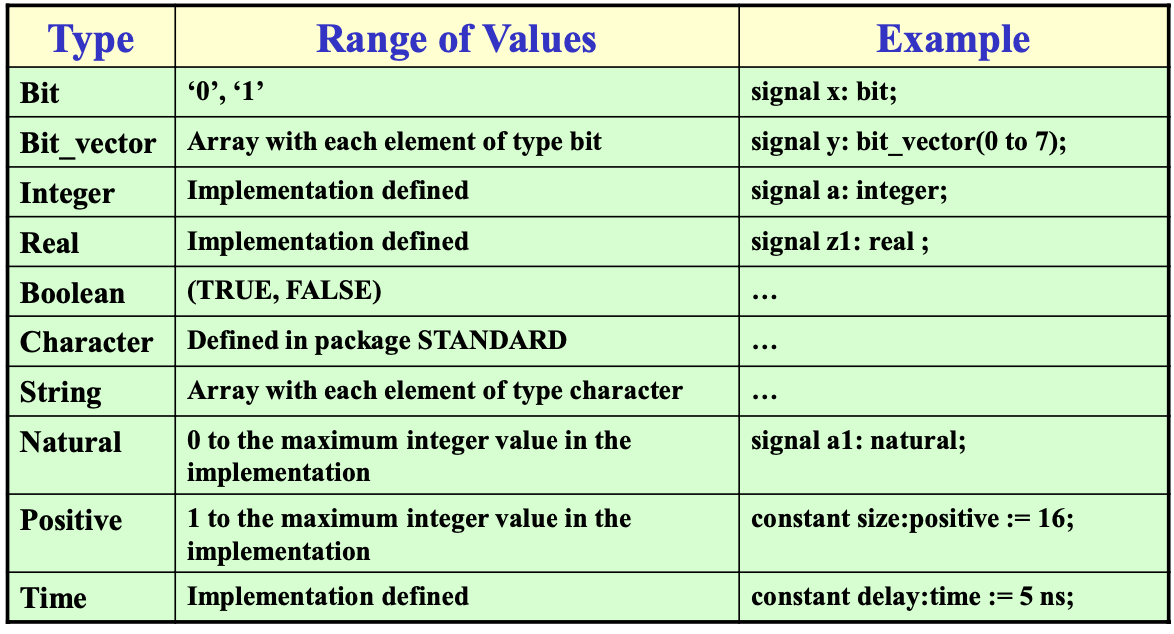 Type Range of Values Example
Bit ‘0’, ‘1’ signal x: bit;
Bit_vector Array with each element of type bit signal y: bit_vector(0 to 7);
Integer Implementation defined signal a: integer;
Real Implementation defined signal z1: real ;
Boolean (TRUE, FALSE) …
Character Defined in package STANDARD …
String Array with each element of type character …
Natural 0 to the maximum integer value in the signal a1: natural;
implementation
Positive 1 to the maximum integer value in the constant size:positive := 16;
implementation
Time Implementation defined constant delay:time := 5 ns;